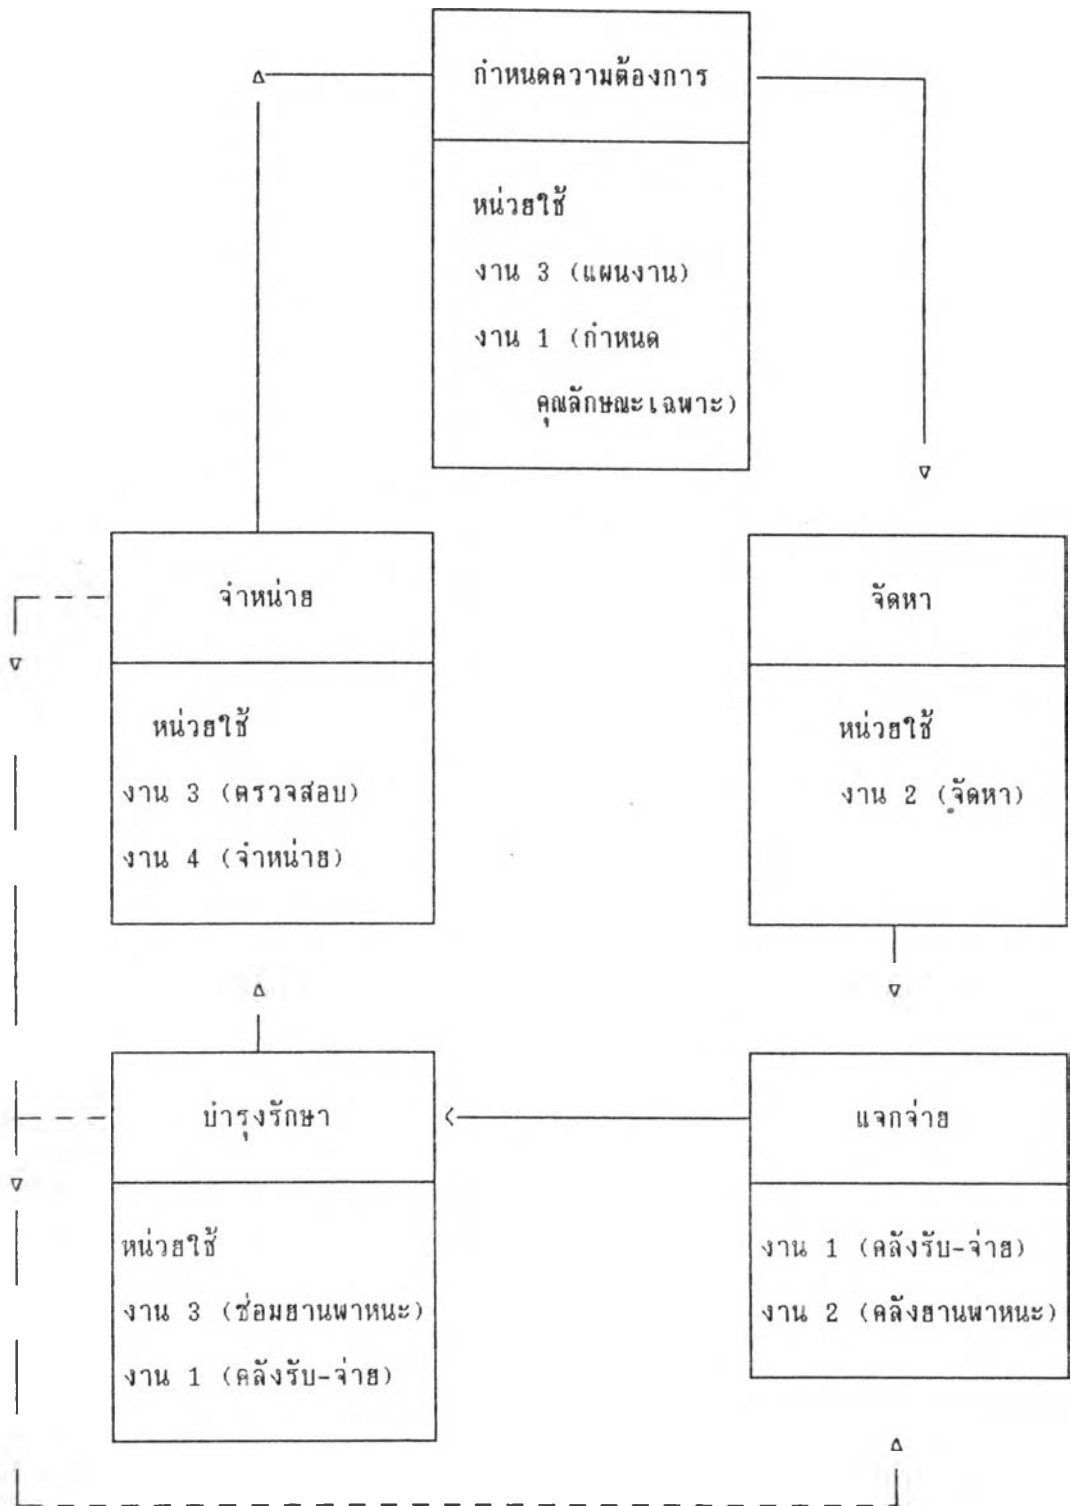 กำหนดความต้องการ
หน่วยใช้
งาน 3 (แผนงาน)
งาน 1 (กำหนด
คุณลักษณะเฉพาะ)
จำหน่าย
หน่วยใช้
งาน 3 (ตรวจสอบ)
งาน 4 (จำหน่าย)
จัดหา
หน่วยใช้
งาน 2 (จัดหา)
บำรุงรักษา
หน่วยใช้
งาน 3 (ซ่อมยานพาหนะ)
งาน 1 (คลังรับ-จ่าย)
แจกจ่าย
งาน 1 (คลังรับ-จ่าย)
งาน 2 (คลังยานพาหนะ)